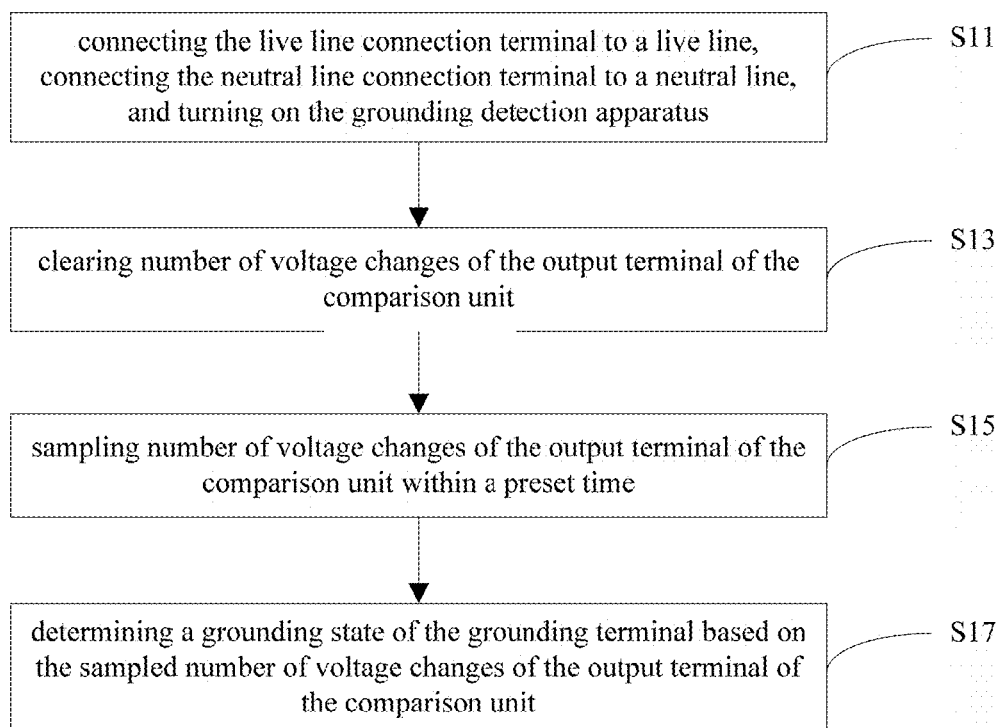 connecting the live line connection terminal to a live line,
connecting the neutral line connection terminal to a neutral line,
and turning on the grounding detection apparatus
S11
clearing number of voltage changes of the output terminal of the
comparison unit
S13
sampling number of voltage changes of the output terminal of the
comparison unit within a preset time
S15
determining a grounding state of the grounding terminal based on
the sampled number of voltage changes of the output terminal of
the comparison unit
S17